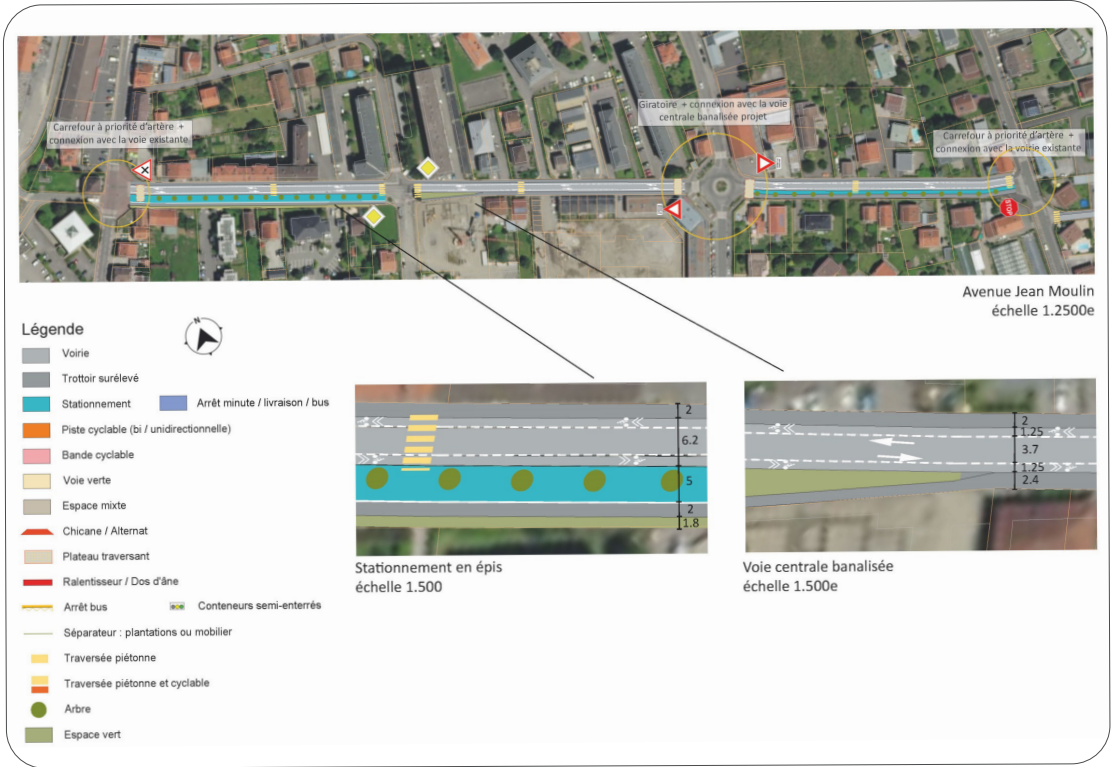 Carrefour à priorité d'artère +
connexion avec la voie existante
Giratoire + connexion avec la voie
centrale banalisée projet
Carrefour à priorité d'artère +
connexion avec la voirie existante
STOP
Avenue Jean Moulin
échelle 1.2500e
Légende
N
Voirie
Trottoir surélevé
Stationnement
Arrêt minute / livraison / bus
Piste cyclable (bi / unidirectionnelle)
Bande cyclable
Voie verte
Espace mixte
Chicane / Alternat
Plateau traversant
Ralentisseur / Dos d'âne
Arrêt bus
Conteneurs semi-enterrés
Séparateur : plantations ou mobilier
Traversée piétonne
Traversée piétonne et cyclable
Arbre
Espace vert
2
6.2
5
2
1.8
Stationnement en épis
échelle 1.500
2
1.25
3.7
1.25
2.4
Voie centrale banalisée
échelle 1.500e